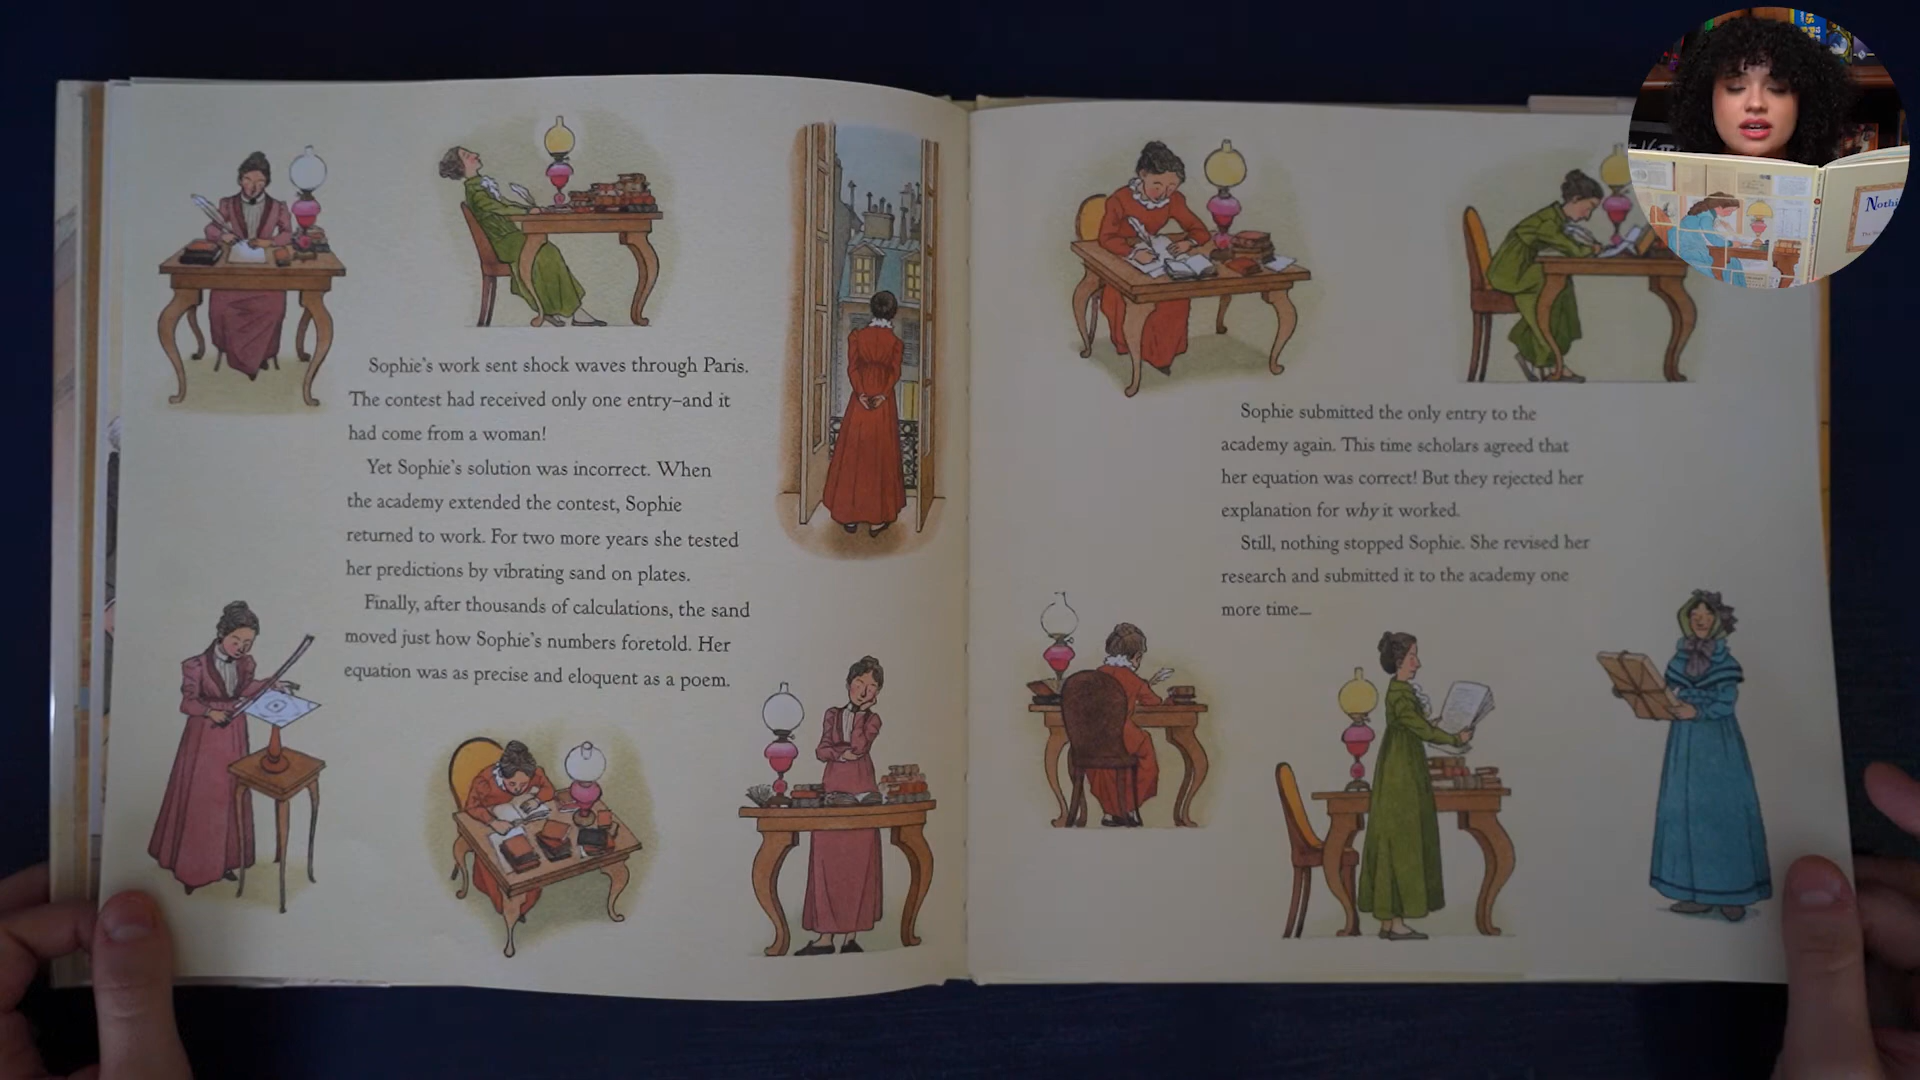 Sophie's work sent shock waves through Paris.
The contest had received only one entry–and it
had come from a woman!
Yet Sophie's solution was incorrect. When
the academy extended the contest, Sophie
returned to work. For two more years she tested
her predictions by vibrating sand on plates.
Finally, after thousands of calculations, the sand
moved just how Sophie's numbers foretold. Her
equation was as precise and eloquent as a poem.
Sophie submitted the only entry to the
academy again. This time scholars agreed that
her equation was correct! But they rejected her
explanation for why it worked.
Still, nothing stopped Sophie. She revised her
research and submitted it to the academy one
more time—